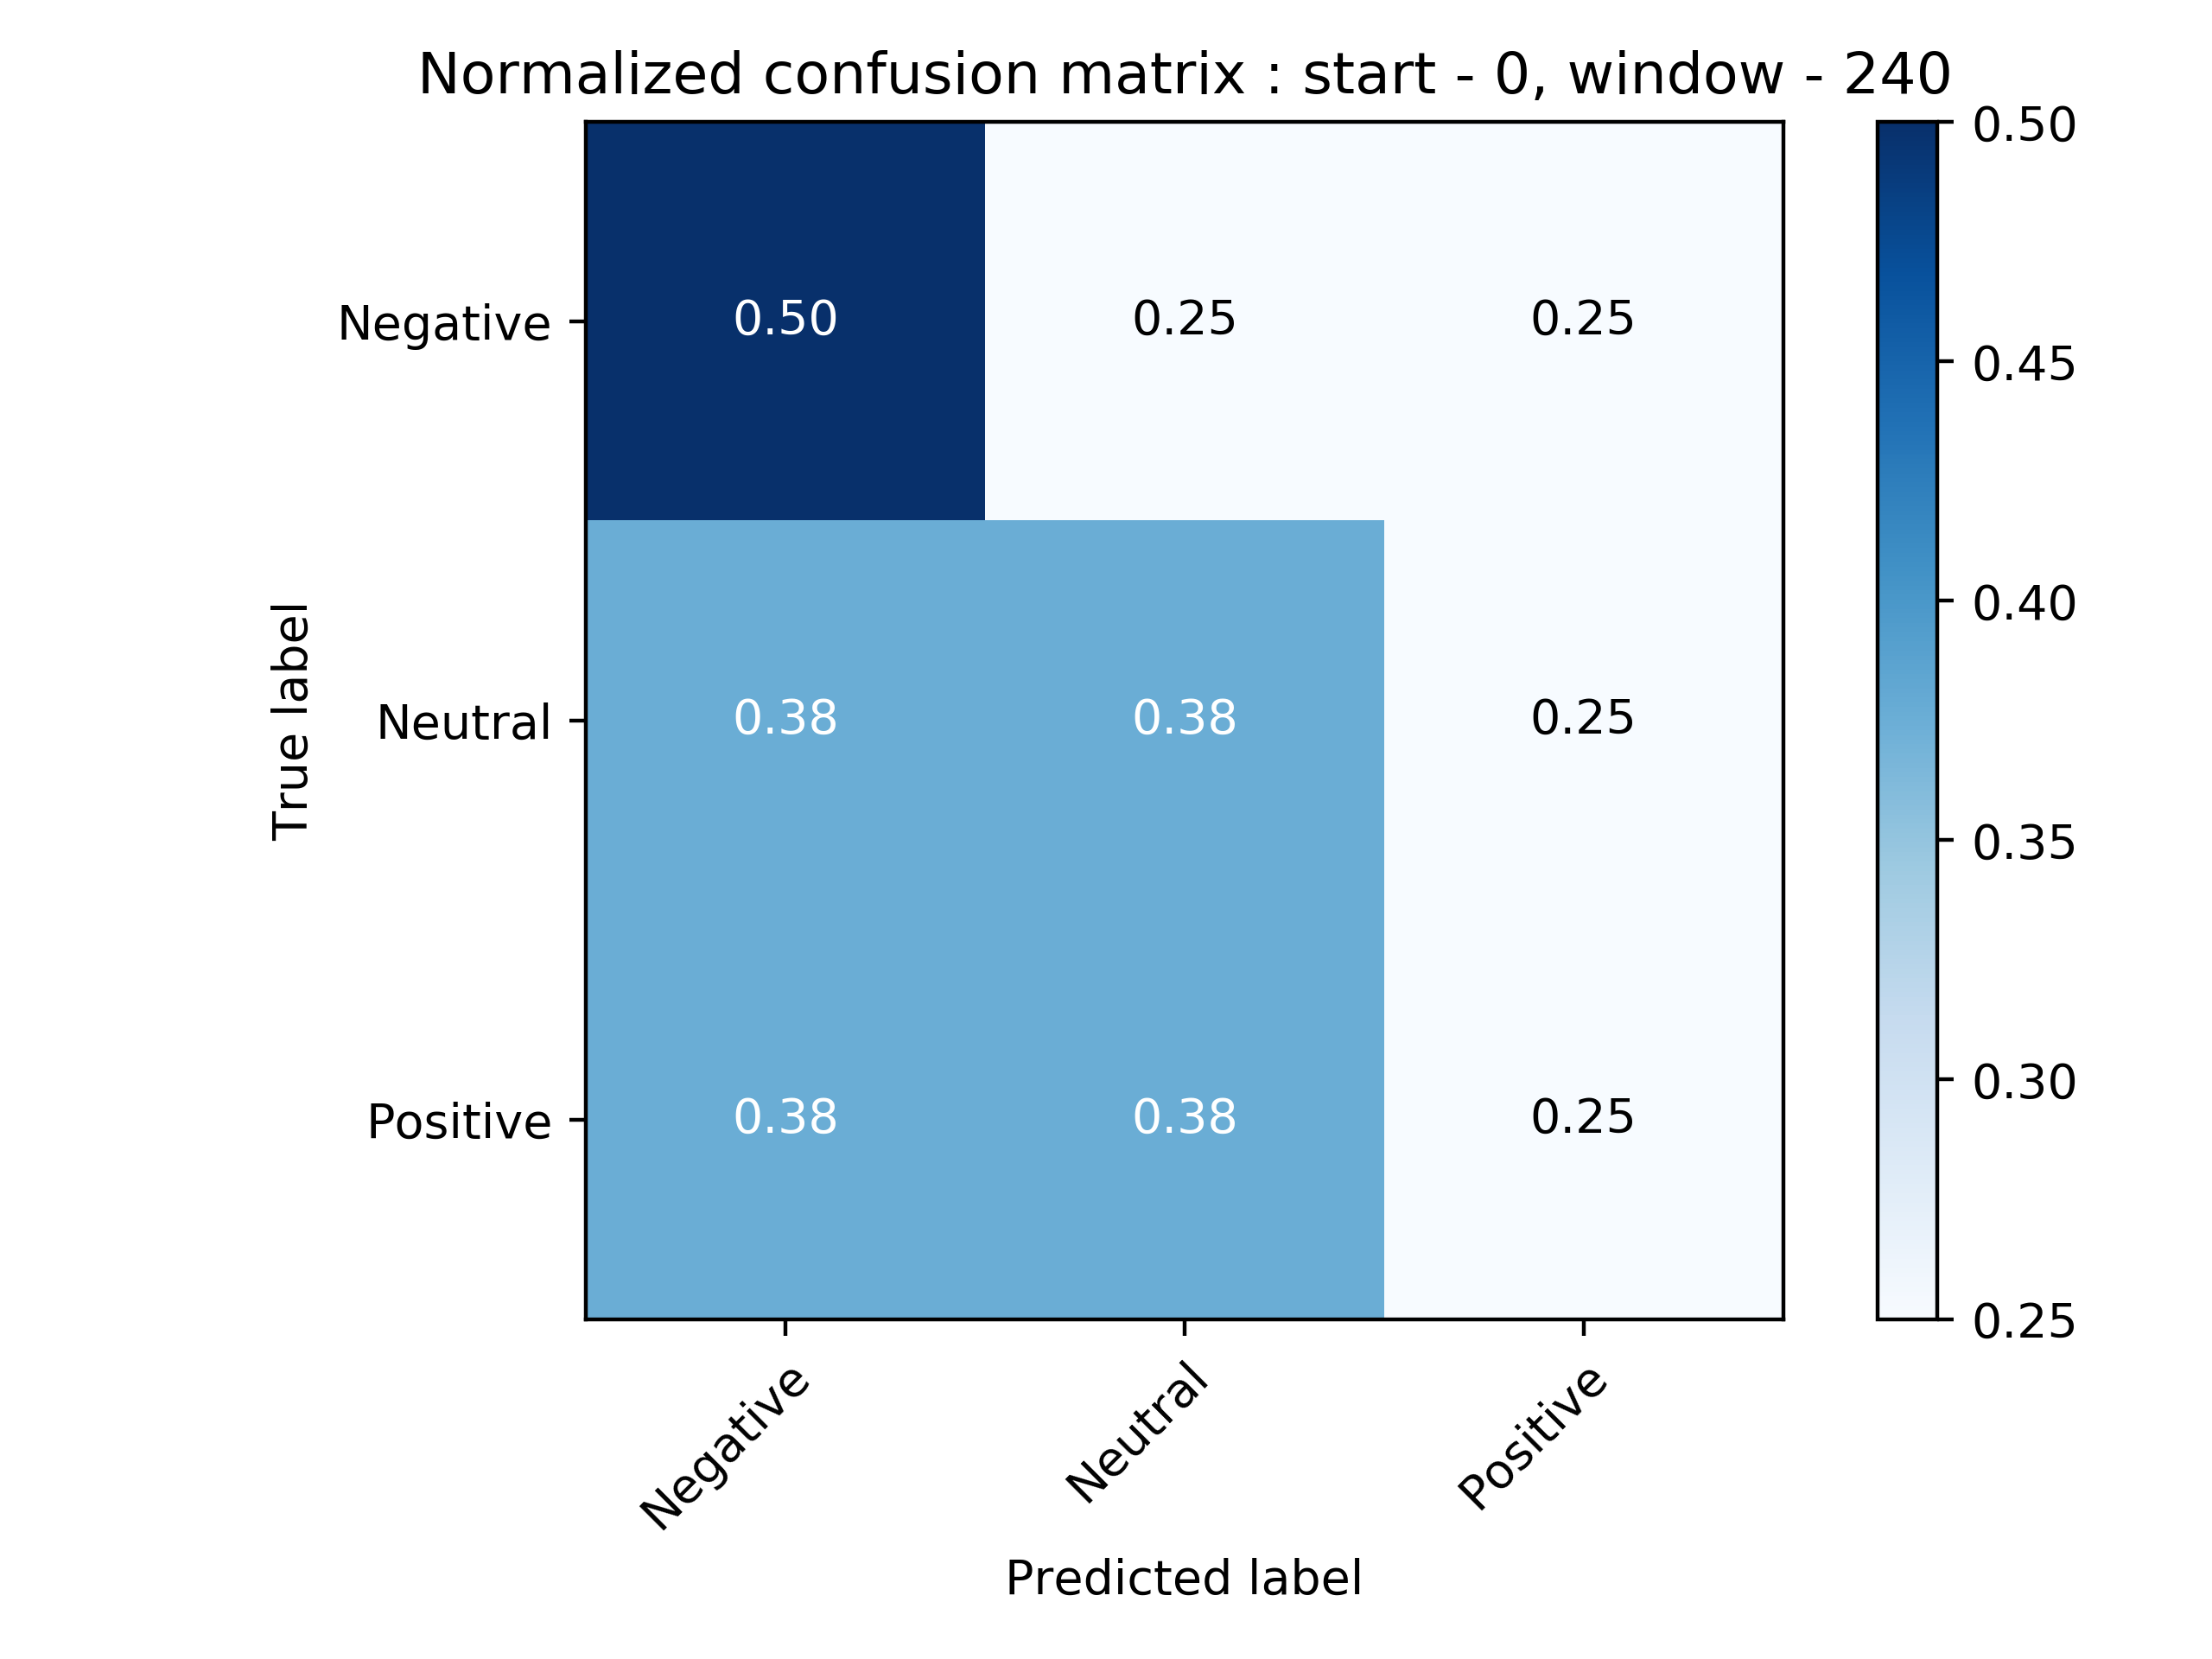 Normalized confusion matrix : start - 0, window - 240
True label
Negative
0.50 0.25 0.25
Neutral
0.38 0.38 0.25
Positive
0.38 0.38 0.25
Negative
Neutral
Positive
Predicted label
0.50
0.45
0.40
0.35
0.30
0.25